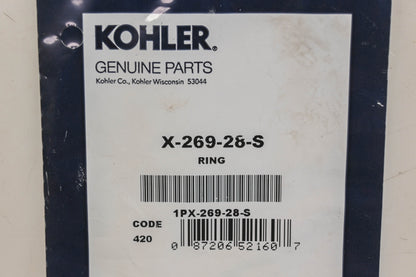 KOHLER®
GENUINE PARTS
Kohler Co., Kohler Wisconsin 53044
X-269-28-S
RING
1PX-269-28-S
CODE
420
0 87206 52160 7